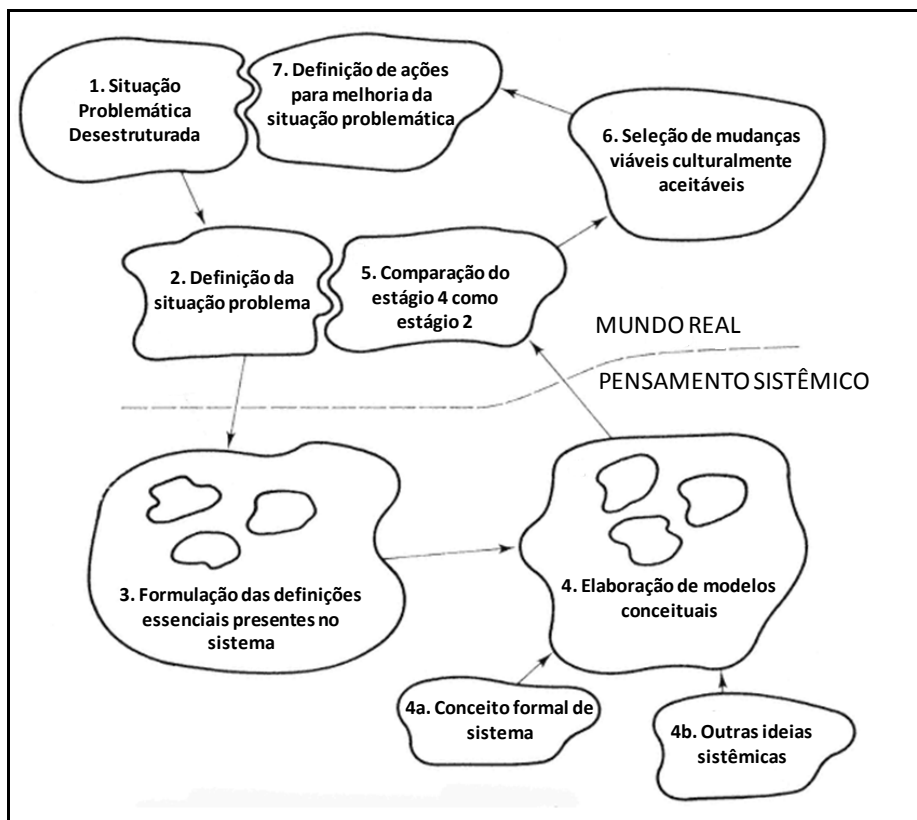 1. Situação
Problemática
Desestruturada
7. Definição de ações
para melhoria da
situação problemática
6. Seleção de mudanças
viáveis culturalmente
aceitáveis
2. Definição da
situação problema
5. Comparação do
estágio 4 como
estágio 2
MUNDO REAL
PENSAMENTO SISTÊMICO
3. Formulação das definições
essenciais presentes no
sistema
4. Elaboração de modelos
conceituais
4a. Conceito formal de
sistema
4b. Outras ideias
sistêmicas